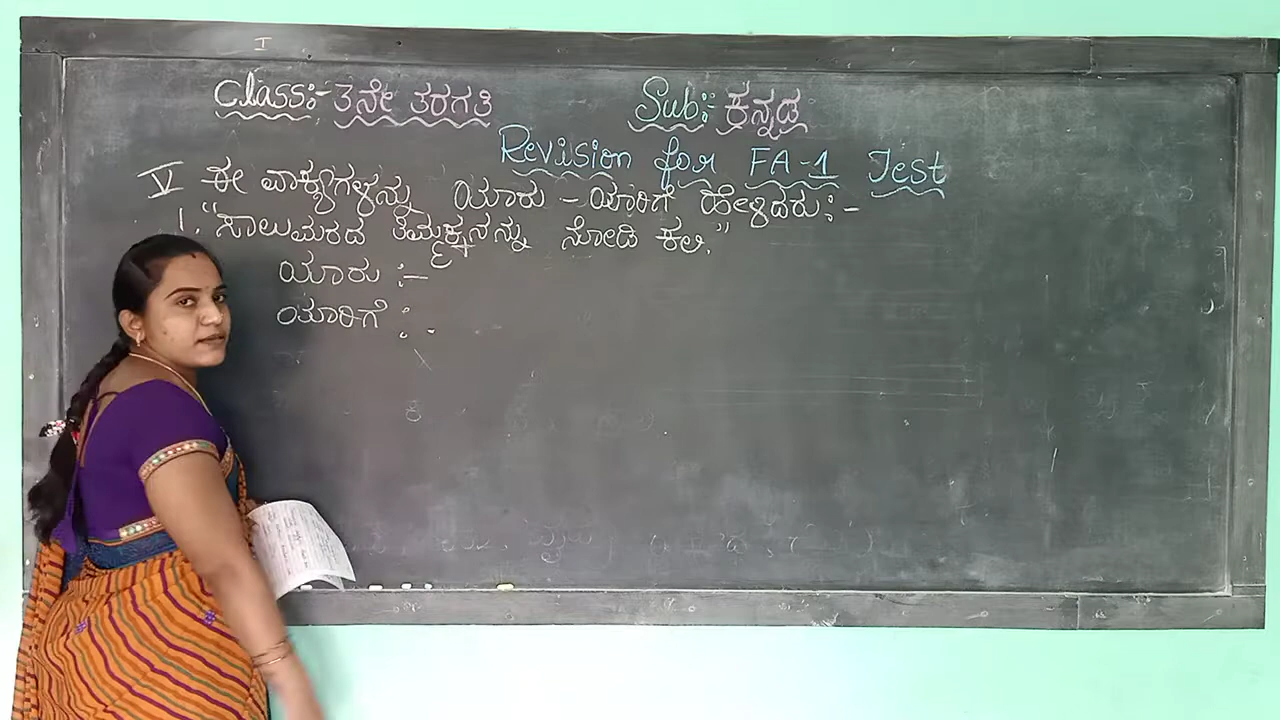 Class:- 3ನೇ ತರಗತಿ Sub:- ಕನ್ನಡ
Revision for FA-1 Test
V ಈ ವಾಕ್ಯಗಳನ್ನು ಯಾರು - ಯಾರಿಗೆ ಹೇಳಿದರು:-
1. "ಸಾಲುಮರದ ತಿಮ್ಮಕ್ಕನನ್ನು ನೋಡಿ ಕಲಿ."
ಯಾರು :-
ಯಾರಿಗೆ :-